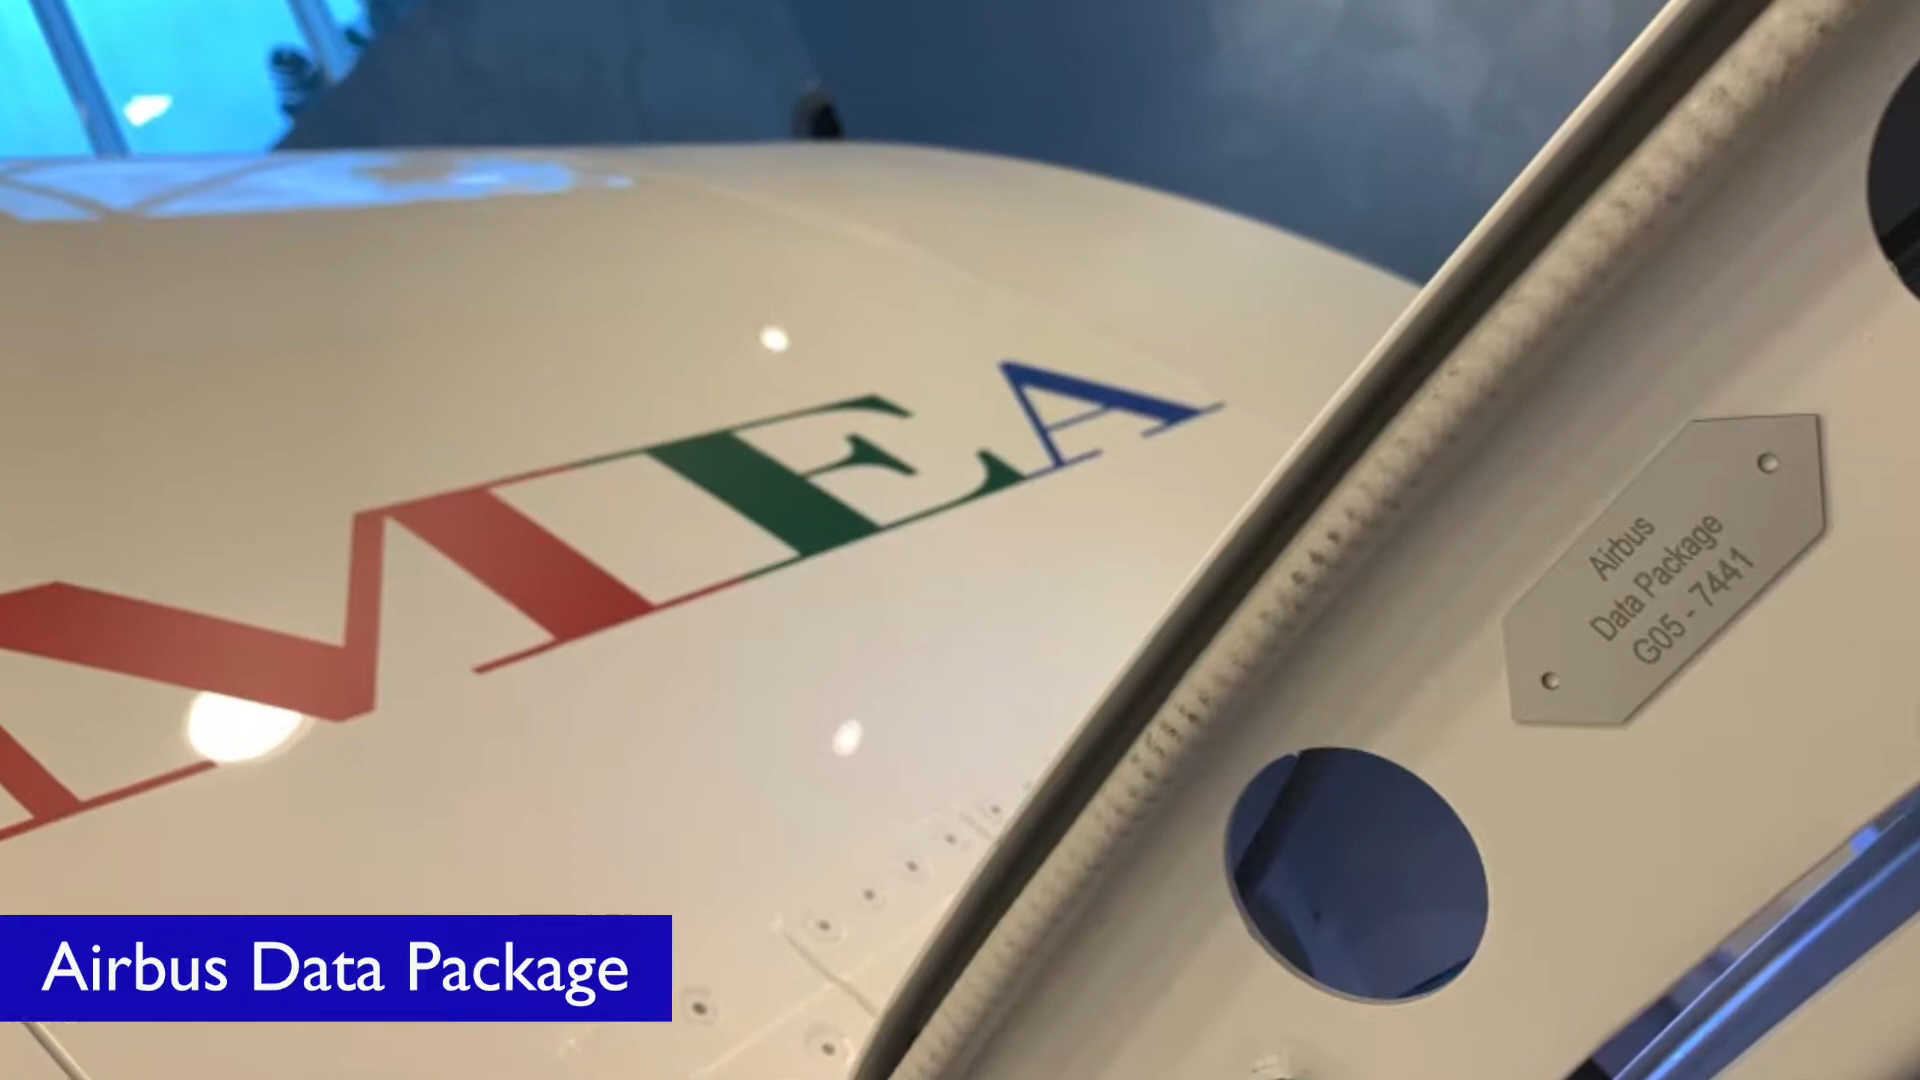 MEA
Airbus
Data Package
G05 - 7441
Airbus Data Package